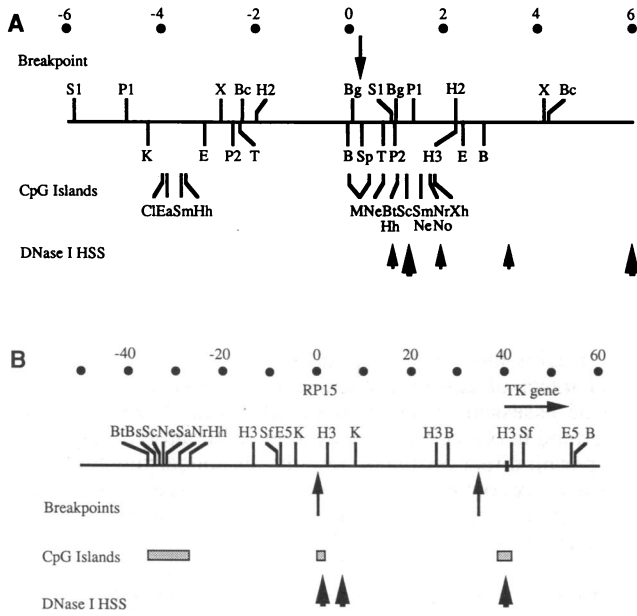 A
-6 -4 -2 0 2 4 6
Breakpoint
S1 P1 X Bc H2 Bg S1 Bg P1 H2 X Bc
K E P2 T B Sp T P2 H3 E B
CpG Islands
ClEaSmHh MNeBtScSmNrXh
Hh NeNo
DNase I HSS
B
-40 -20 0 20 40 60
RP15 TK gene
BtBsScNeSaNrHh H3 SfE5 K H3 K H3 B H3 Sf E5 B
Breakpoints
CpG Islands
DNase I HSS